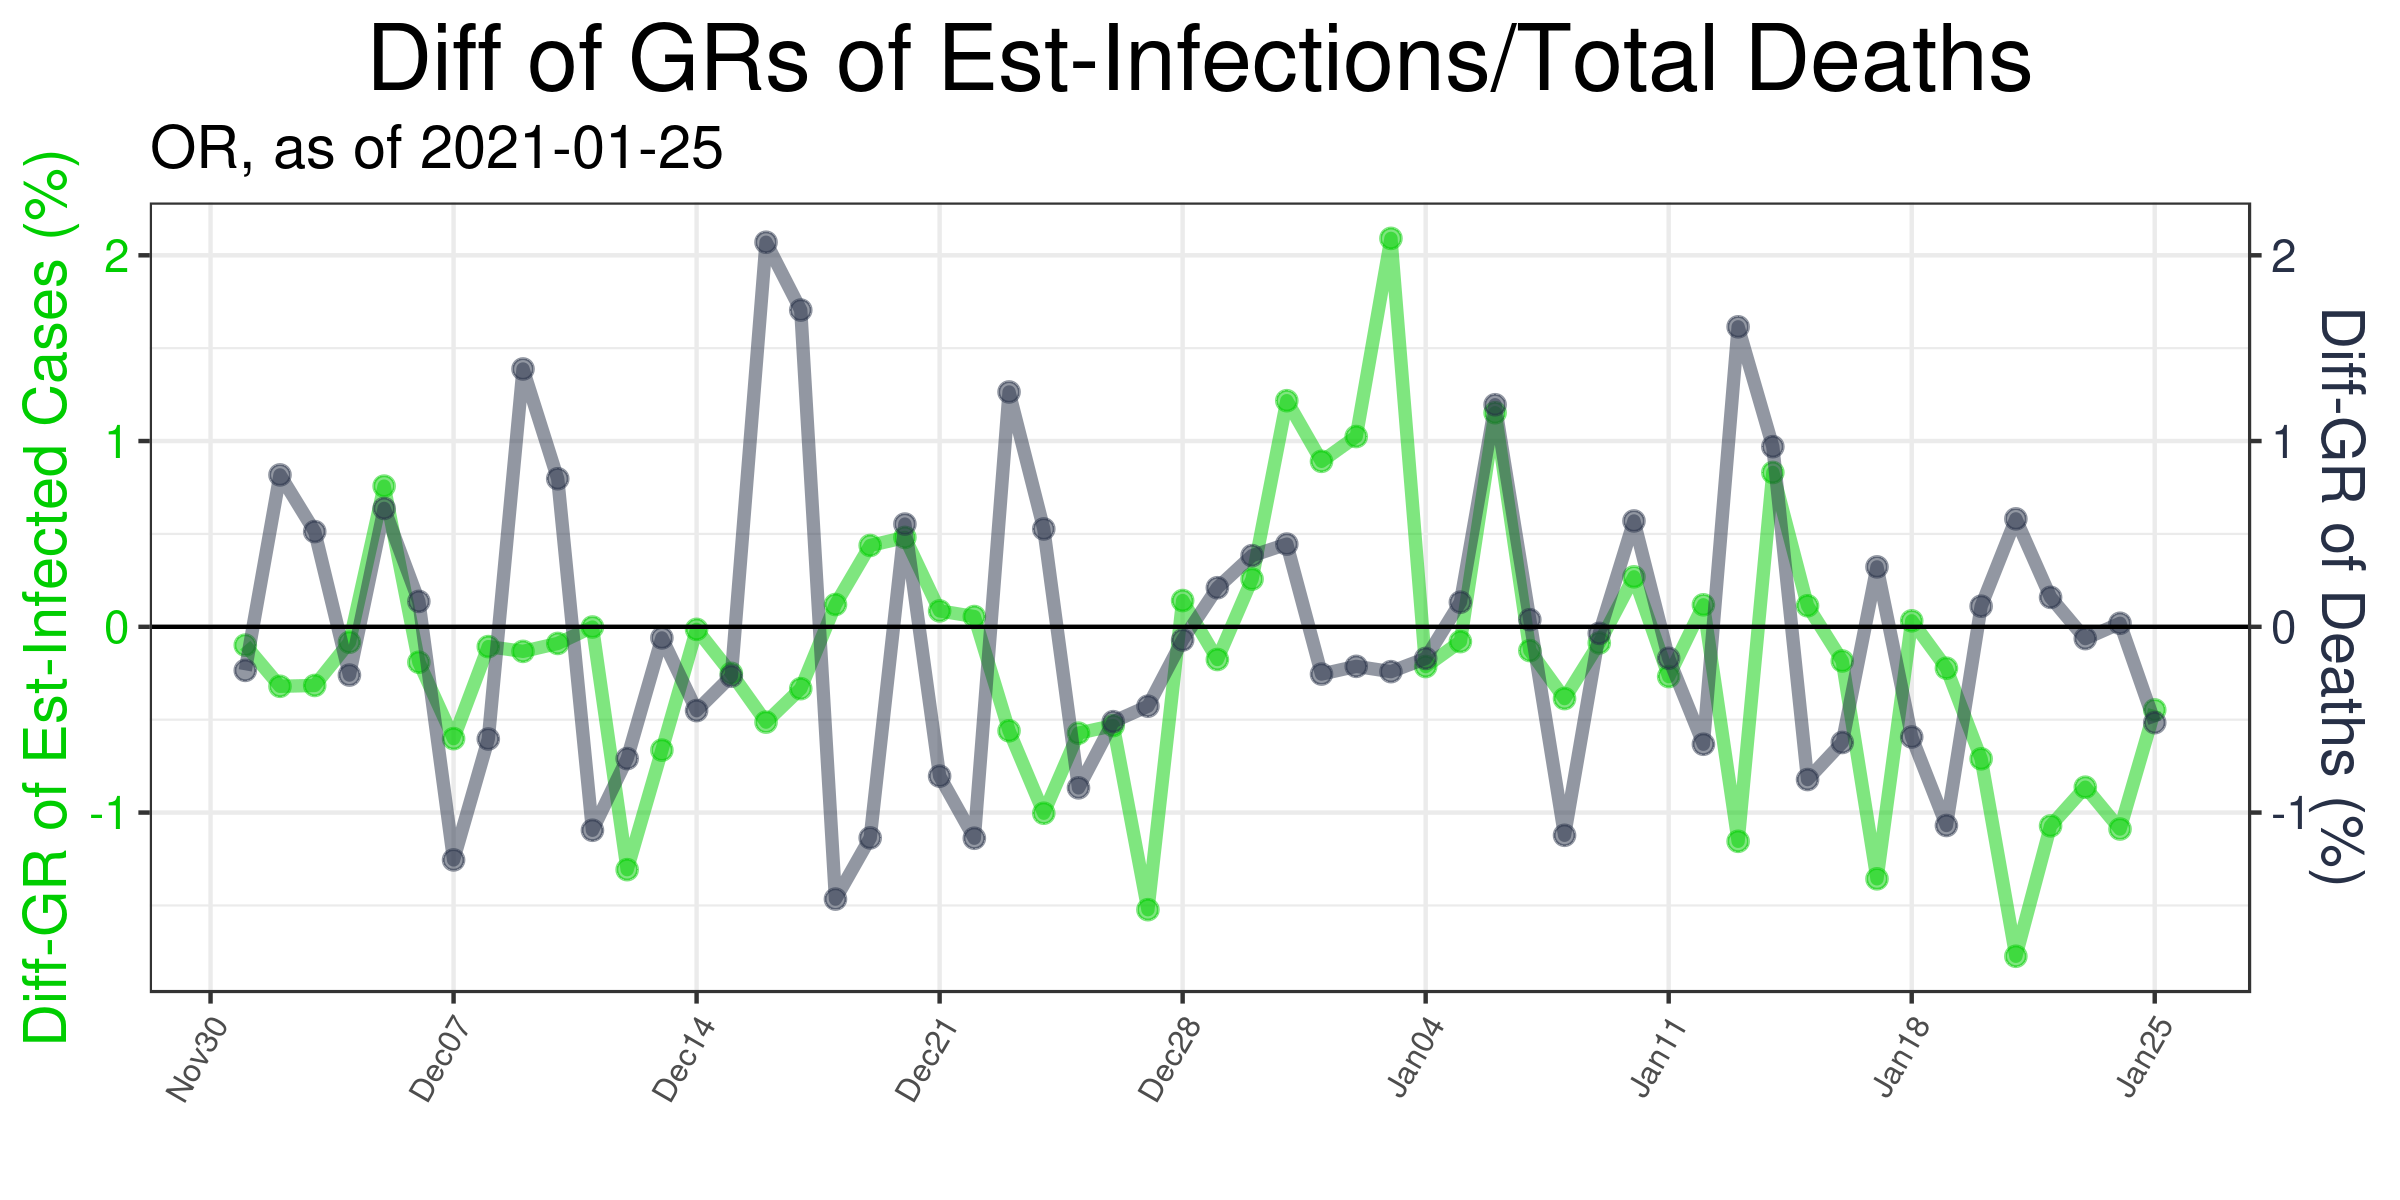 Diff of GRs of Est-Infections/Total Deaths
OR, as of 2021-01-25
Diff-GR of Est-Infected Cases (%)
2
1
0
-1
2
1
0
-1
Diff-GR of Deaths (%)
Nov30
Dec07
Dec14
Dec21
Dec28
Jan04
Jan11
Jan18
Jan25